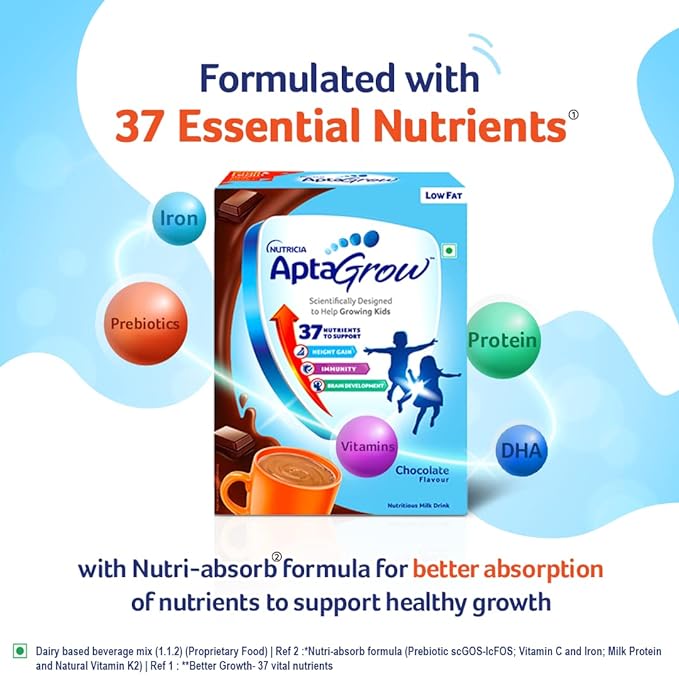 Formulated with
37 Essential Nutrients①
LOW FAT
Iron
NUTRICIA
AptaGrow™
Scientifically Designed
to Help Growing Kids
Prebiotics
37 NUTRIENTS
TO SUPPORT
HEIGHT GAIN
IMMUNITY
BRAIN DEVELOPMENT
Protein
Vitamins
DHA
Chocolate
Flavour
Nutritious Milk Drink
with Nutri-absorb② formula for better absorption
of nutrients to support healthy growth
Dairy based beverage mix (1.1.2) (Proprietary Food) | Ref 2 :*Nutri-absorb formula (Prebiotic scGOS-lcFOS; Vitamin C and Iron; Milk Protein
and Natural Vitamin K2) | Ref 1 : **Better Growth- 37 vital nutrients